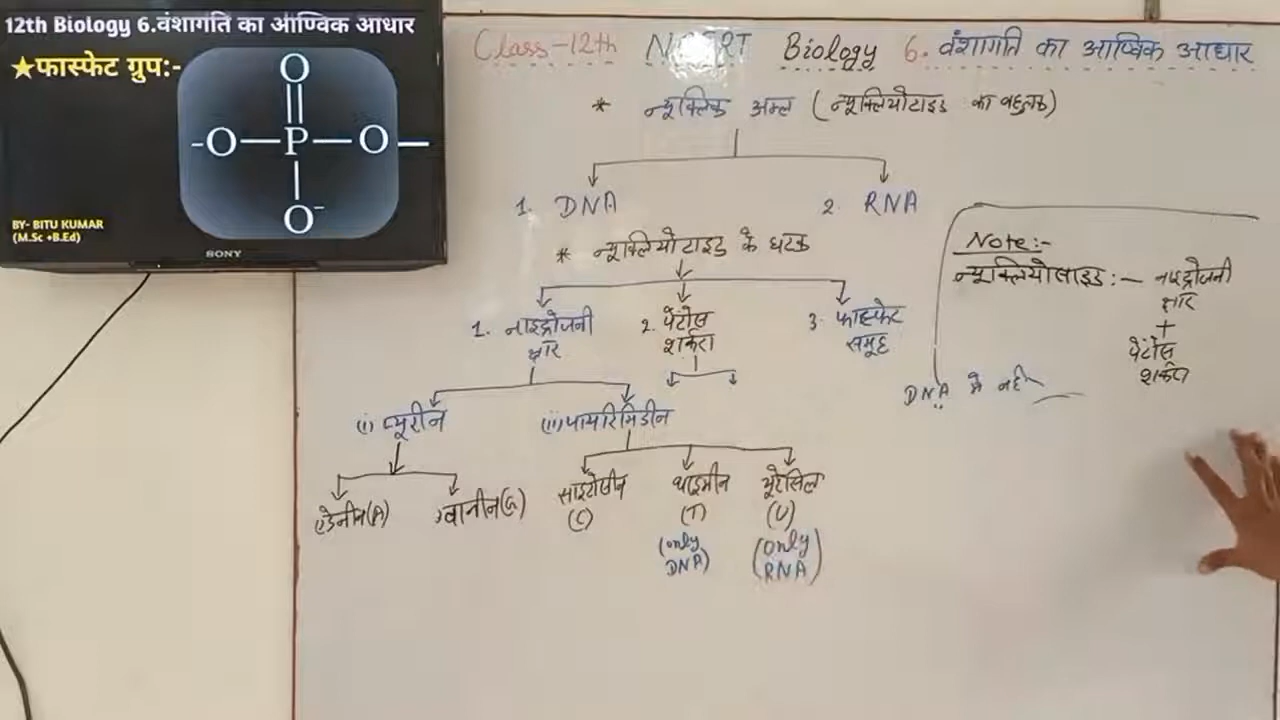 12th Biology 6.वंशागति का आण्विक आधार
★फास्फेट ग्रुप:-
O
-O—P—O—
O⁻
BY- BITU KUMAR
(M.Sc +B.Ed)
SONY
Class-12th NCERT Biology 6. वंशागति का आण्विक आधार
* न्यूक्लिक अम्ल (न्यूक्लियोटाइड का बहुलक)
1. DNA 2. RNA
* न्यूक्लियोटाइड के घटक
1. नाइट्रोजनी क्षार
2. पेंटोस शर्करा
3. फास्फेट समूह
(i) प्यूरीन (ii) पायरिमिडीन
एडेनीन(A) ग्वानीन(G) साइटोसीन (C) थाइमीन (T) यूरेसिल (U)
(only DNA) (only RNA)
Note:-
न्यूक्लियोसाइड :— नाइट्रोजनी
क्षार
+
पेंटोस
शर्करा
DNA मे नही